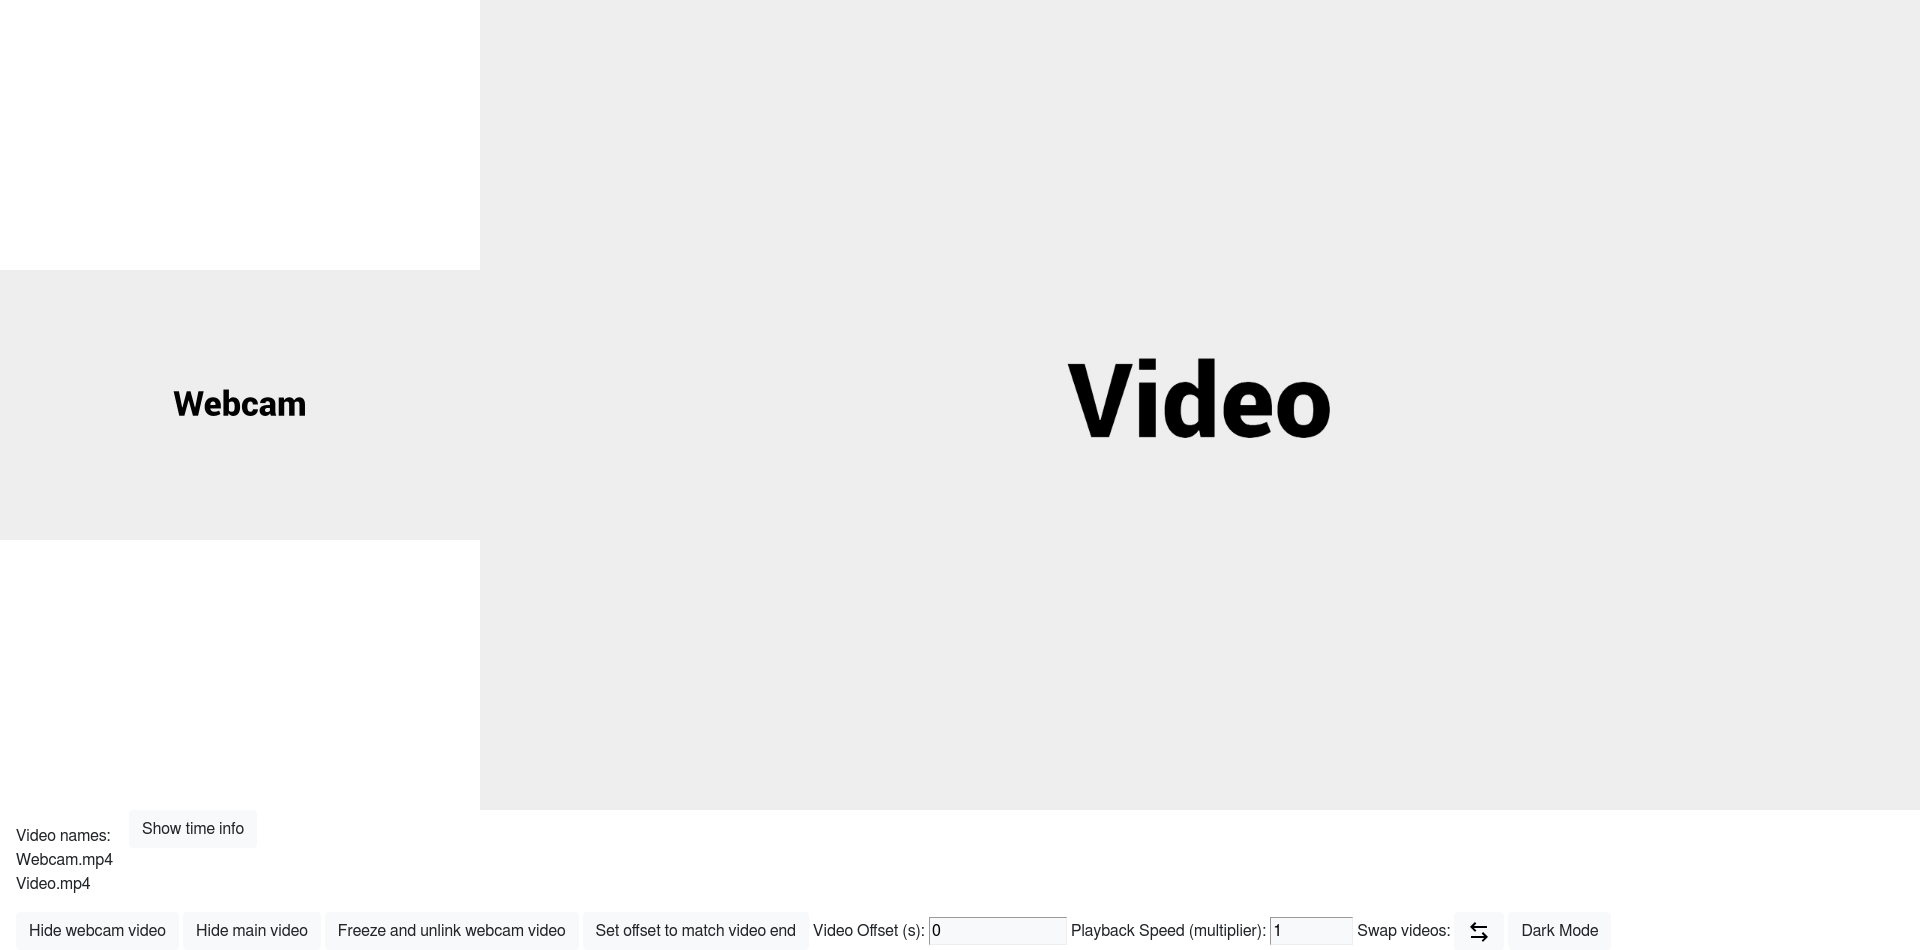 Webcam
Video
Video names:
Show time info
Webcam.mp4
Video.mp4
Hide webcam video Hide main video Freeze and unlink webcam video Set offset to match video end Video Offset (s): 0 Playback Speed (multiplier): 1 Swap videos: Dark Mode